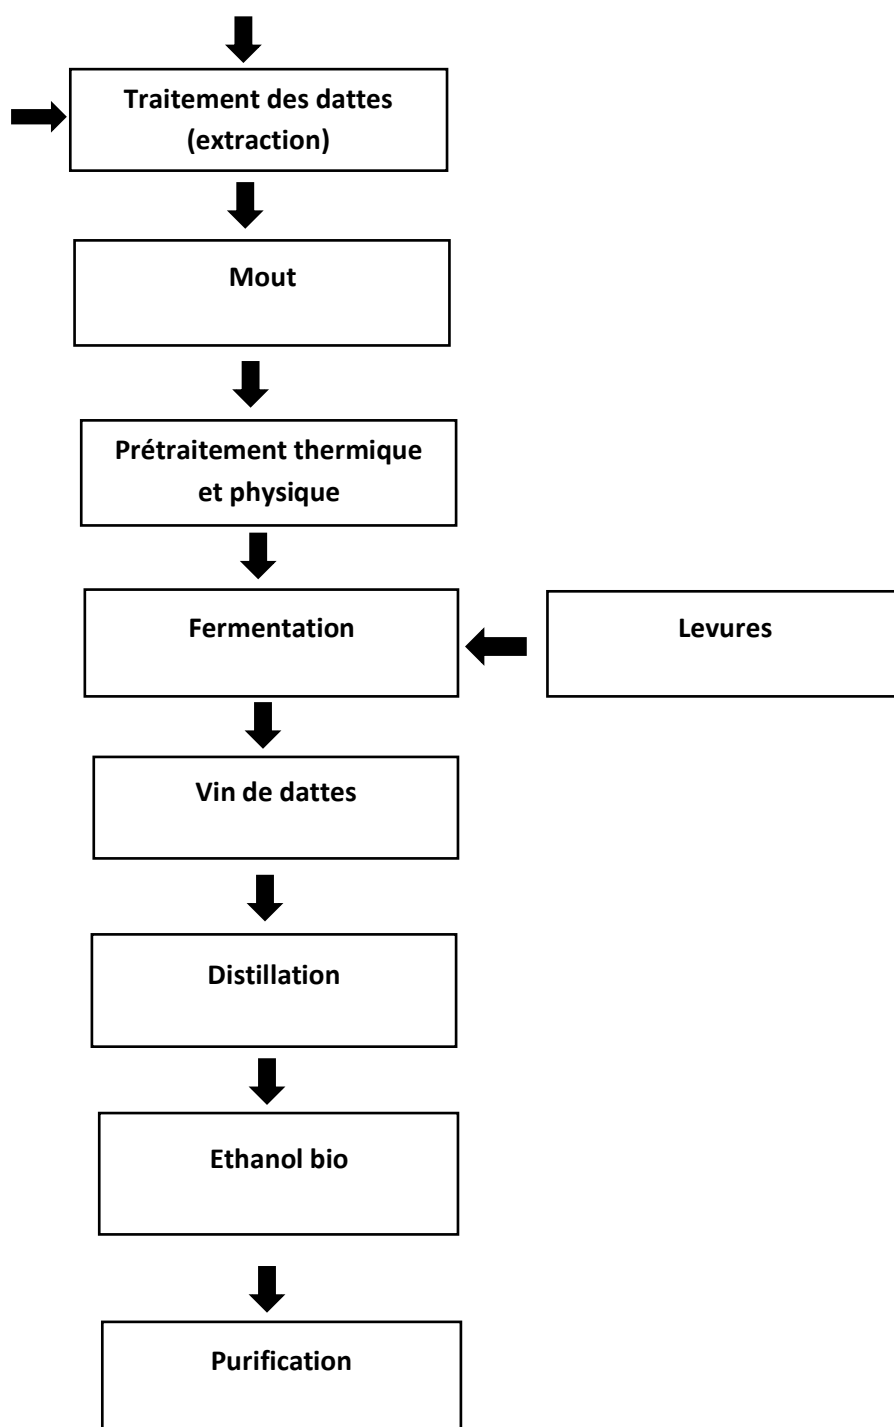 Traitement des dattes
(extraction)
Mout
Prétraitement thermique
et physique
Fermentation
Levures
Vin de dattes
Distillation
Ethanol bio
Purification